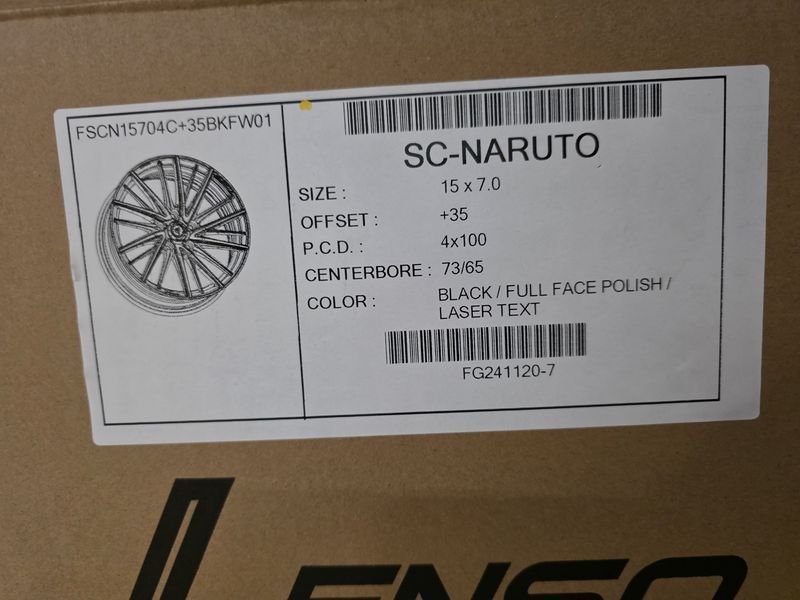 FSCN15704C+35BKFW01
SC-NARUTO
SIZE : 15 x 7.0
OFFSET : +35
P.C.D. : 4x100
CENTERBORE : 73/65
COLOR : BLACK / FULL FACE POLISH /
LASER TEXT
FG241120-7
LENSO